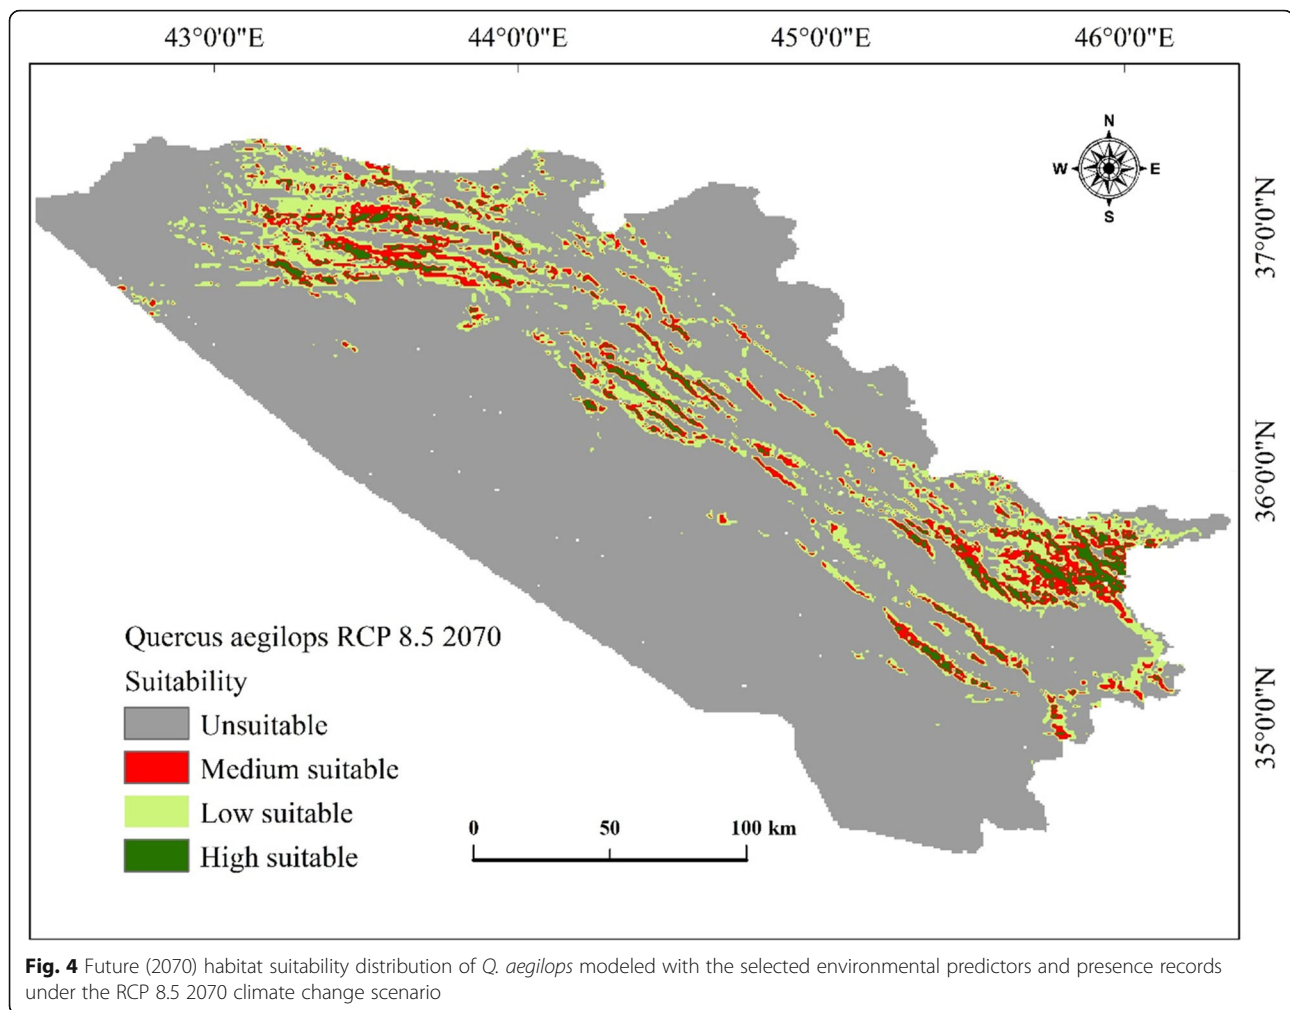 43°0'0"E 44°0'0"E 45°0'0"E 46°0'0"E
N
W E
S
37°0'0"N
36°0'0"N
35°0'0"N
Quercus aegilops RCP 8.5 2070
Suitability
Unsuitable
Medium suitable
Low suitable
High suitable
0 50 100 km
Fig. 4 Future (2070) habitat suitability distribution of Q. aegilops modeled with the selected environmental predictors and presence records
under the RCP 8.5 2070 climate change scenario